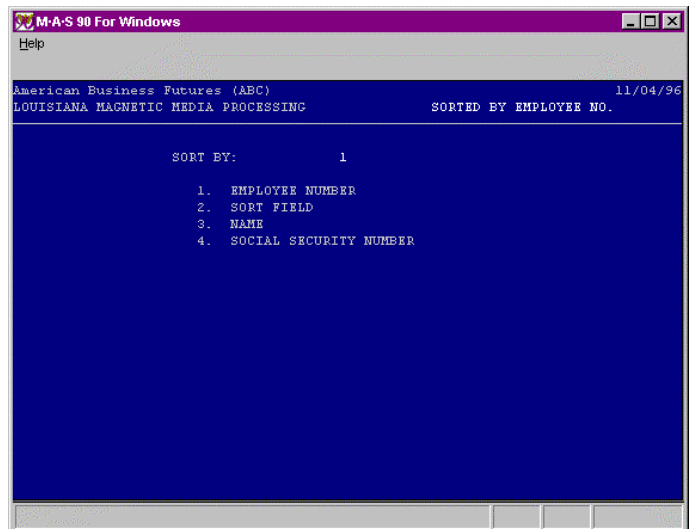 M·A·S 90 For Windows
Help
American Business Futures (ABC) 11/04/96
LOUISIANA MAGNETIC MEDIA PROCESSING SORTED BY EMPLOYEE NO.
SORT BY: 1
1. EMPLOYEE NUMBER
2. SORT FIELD
3. NAME
4. SOCIAL SECURITY NUMBER